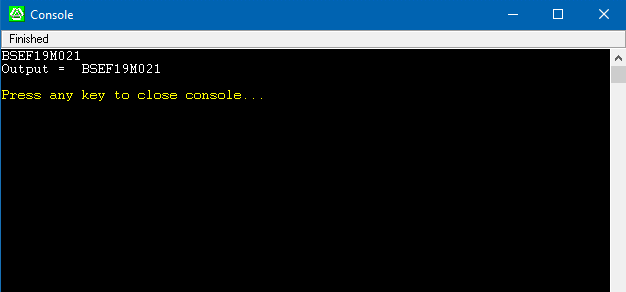 Console
Finished
BSEF19M021
Output =  BSEF19M021
Press any key to close console...